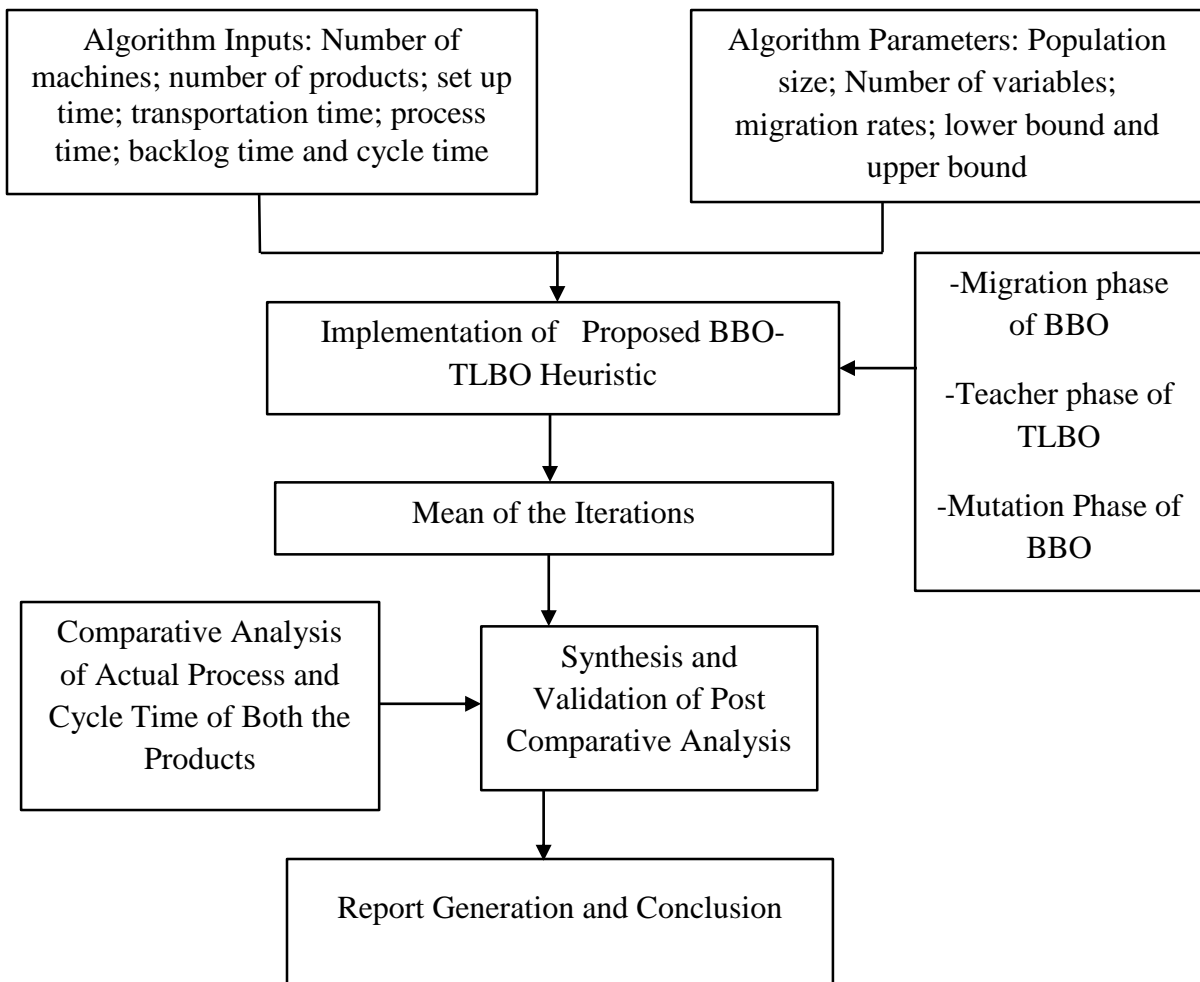 Algorithm Inputs: Number of
machines; number of products; set up
time; transportation time; process
time; backlog time and cycle time
Algorithm Parameters: Population
size; Number of variables;
migration rates; lower bound and
upper bound
-Migration phase
of BBO
-Teacher phase of
TLBO
-Mutation Phase of
BBO
Implementation of Proposed BBO-
TLBO Heuristic
Mean of the Iterations
Comparative Analysis
of Actual Process and
Cycle Time of Both the
Products
Synthesis and
Validation of Post
Comparative Analysis
Report Generation and Conclusion